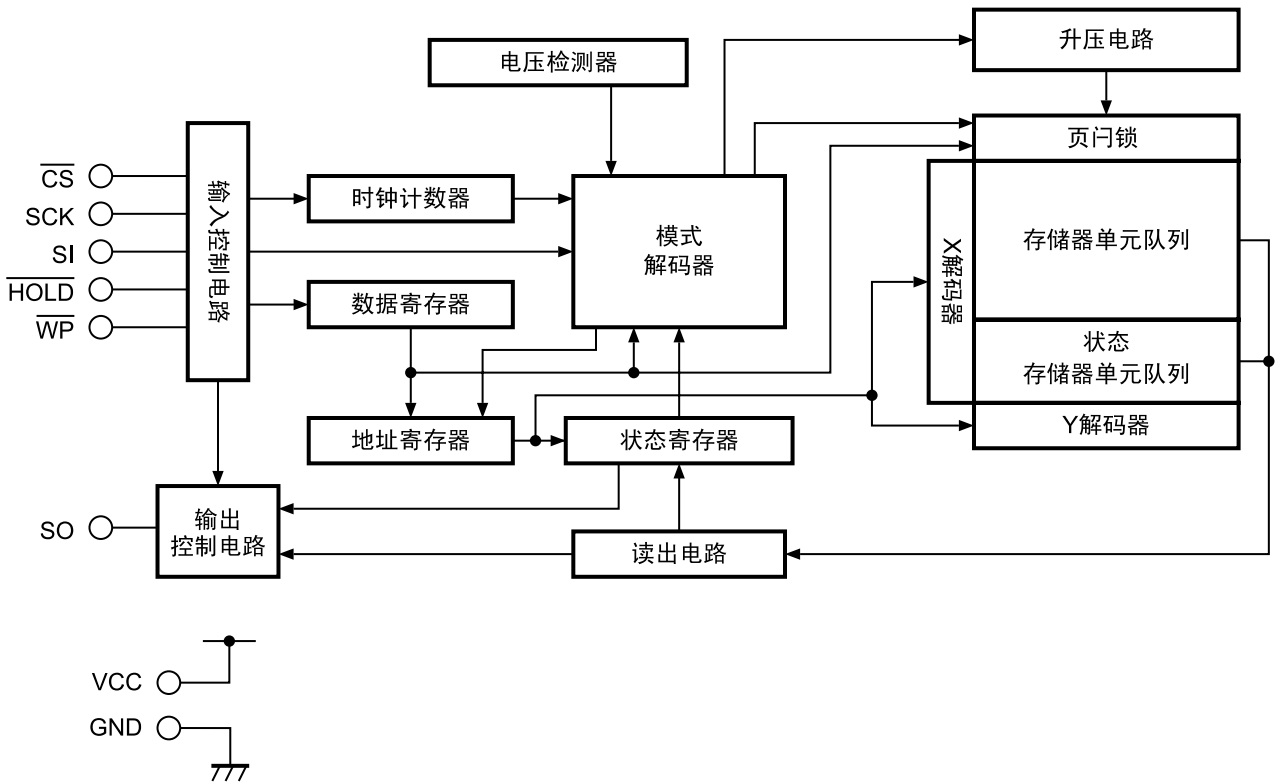 升压电路
电压检测器
页闩锁
CS
SCK
SI
HOLD
WP
输入控制电路
时钟计数器
数据寄存器
模式
解码器
X解码器
存储器单元队列
状态
存储器单元队列
Y解码器
地址寄存器
状态寄存器
SO
输出
控制电路
读出电路
VCC
GND